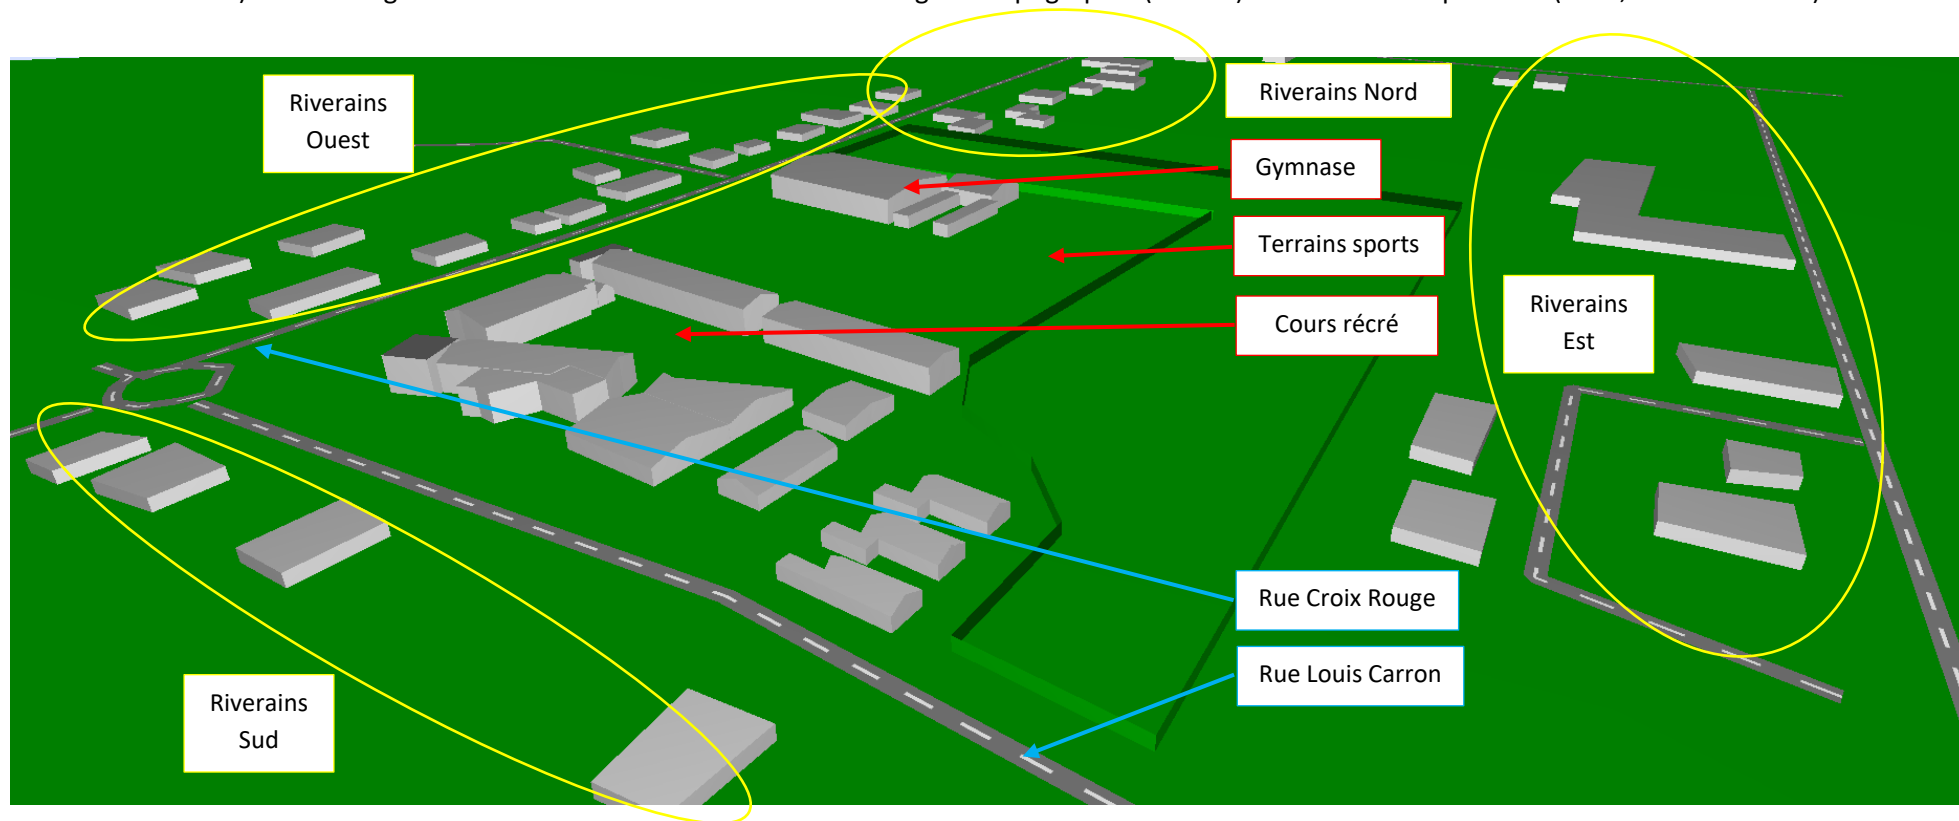 Riverains
Ouest
Riverains Nord
Gymnase
Terrains sports
Cours récré
Riverains
Est
Rue Croix Rouge
Rue Louis Carron
Riverains
Sud